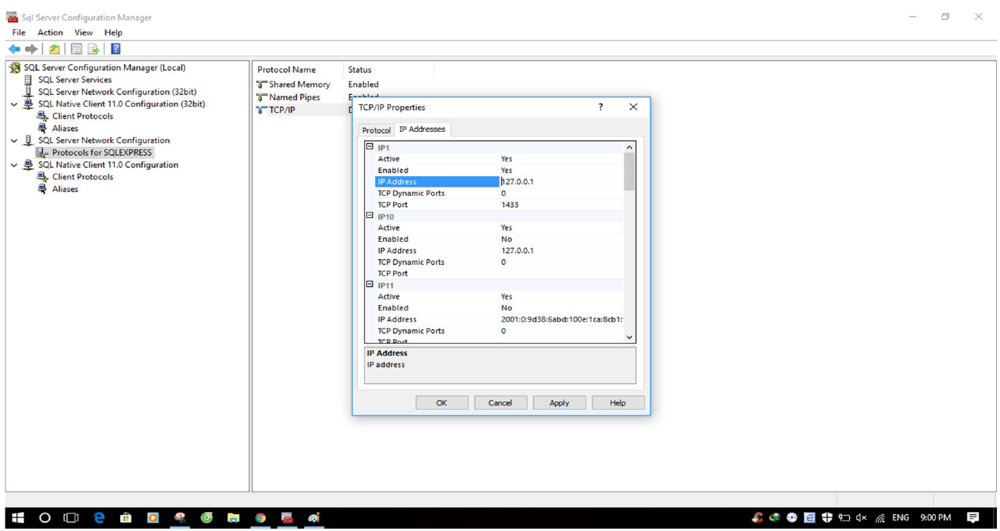 Sql Server Configuration Manager
File Action View Help
SQL Server Configuration Manager (Local)
SQL Server Services
SQL Server Network Configuration (32bit)
SQL Native Client 11.0 Configuration (32bit)
Client Protocols
Aliases
SQL Server Network Configuration
Protocols for SQLEXPRESS
SQL Native Client 11.0 Configuration
Client Protocols
Aliases
Protocol Name Status
Shared Memory Enabled
Named Pipes Enabled
TCP/IP
TCP/IP Properties ? ×
Protocol IP Addresses
IP1
Active Yes
Enabled Yes
IP Address 127.0.0.1
TCP Dynamic Ports 0
TCP Port 1433
IP10
Active Yes
Enabled No
IP Address 127.0.0.1
TCP Dynamic Ports 0
TCP Port
IP11
Active Yes
Enabled No
IP Address 2001:0:9d38:6abd:100e:1ca:8cb1:
TCP Dynamic Ports 0
TCP Port
IP Address
IP address
OK Cancel Apply Help
ENG 9:00 PM